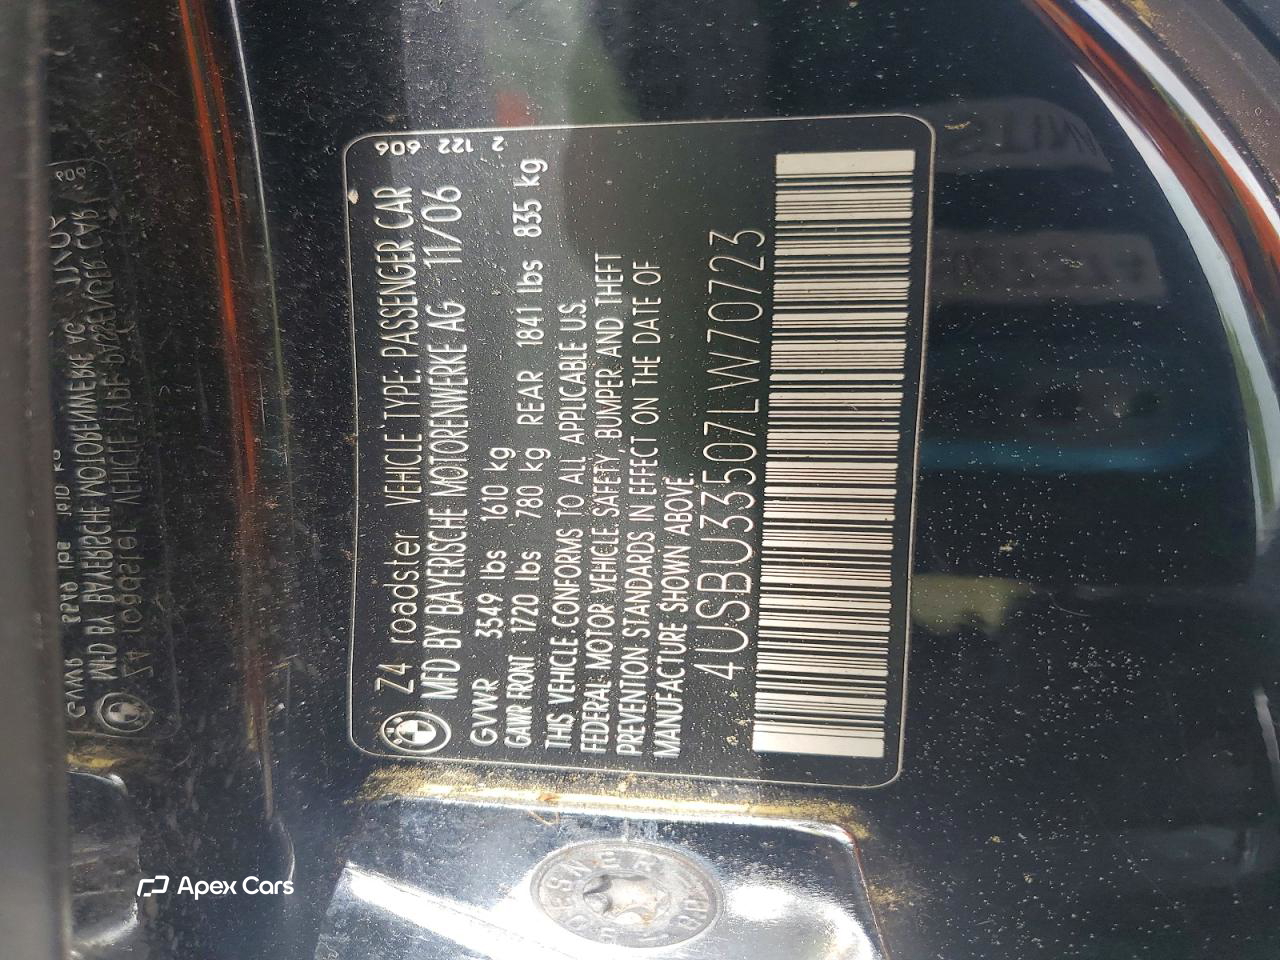 Z4 roadster VEHICLE TYPE: PASSENGER CAR
MFD BY BAYERISCHE MOTORENWERKE AG 11/06
GVWR 3549 lbs 1610 kg
GAWR FRONT 1720 lbs 780 kg REAR 1841 lbs 835 kg
THIS VEHICLE CONFORMS TO ALL APPLICABLE U.S.
FEDERAL MOTOR VEHICLE SAFETY, BUMPER AND THEFT
PREVENTION STANDARDS IN EFFECT ON THE DATE OF
MANUFACTURE SHOWN ABOVE.
4USBU33507LW70723
2 122 606
Apex Cars